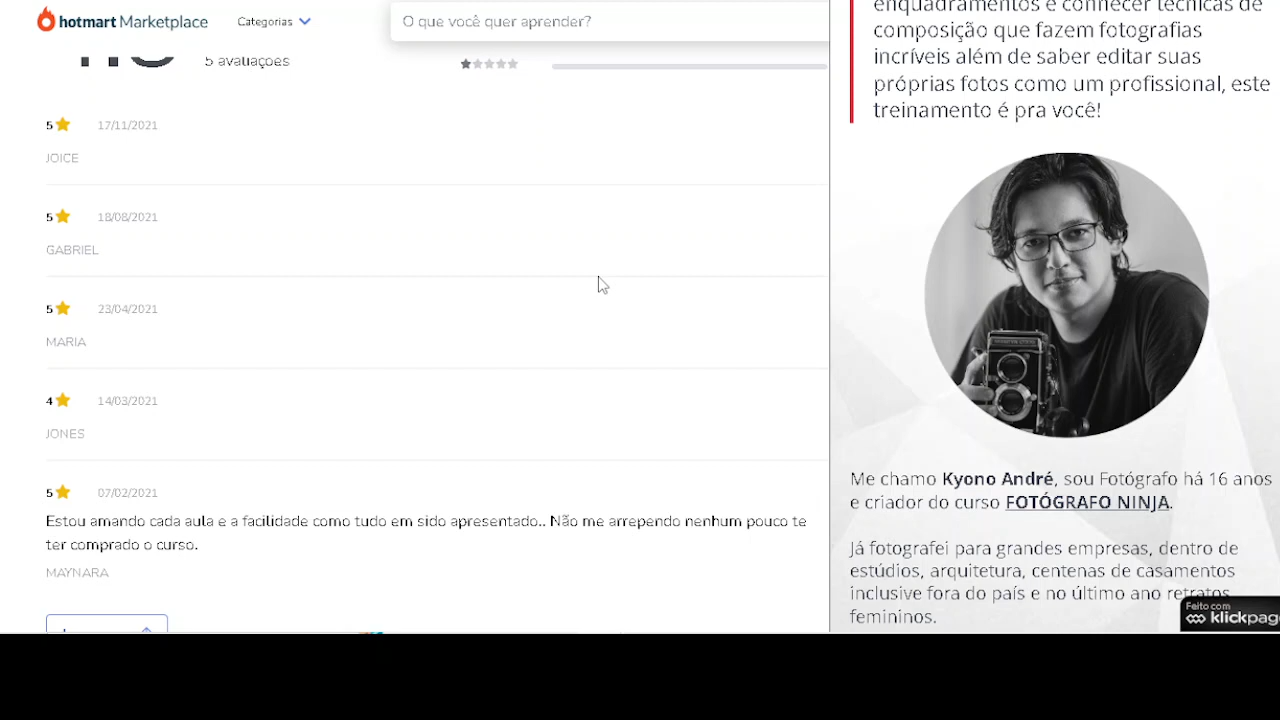 hotmart Marketplace
Categorias
O que você quer aprender?
5 avaliações
5
17/11/2021
JOICE
5
18/08/2021
GABRIEL
5
23/04/2021
MARIA
4
14/03/2021
JONES
5
07/02/2021
Estou amando cada aula e a facilidade como tudo em sido apresentado.. Não me arrependo nenhum pouco te
ter comprado o curso.
MAYNARA
enquadramentos e conhecer técnicas de
composição que fazem fotografias
incríveis além de saber editar suas
próprias fotos como um profissional, este
treinamento é pra você!
Me chamo Kyono André, sou Fotógrafo há 16 anos
e criador do curso FOTÓGRAFO NINJA.
Já fotografei para grandes empresas, dentro de
estúdios, arquitetura, centenas de casamentos
inclusive fora do país e no último ano retratos
femininos.
Feito com
klickpag